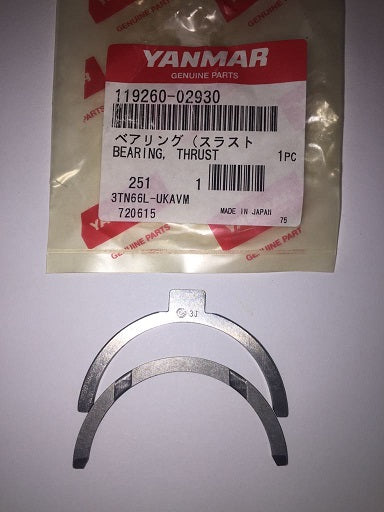 YANMAR
GENUINE PARTS
119260-02930
ベアリング (スラスト
BEARING, THRUST 1PC
251 1
3TN66L-UKAVM
720615 MADE IN JAPAN 75
3J